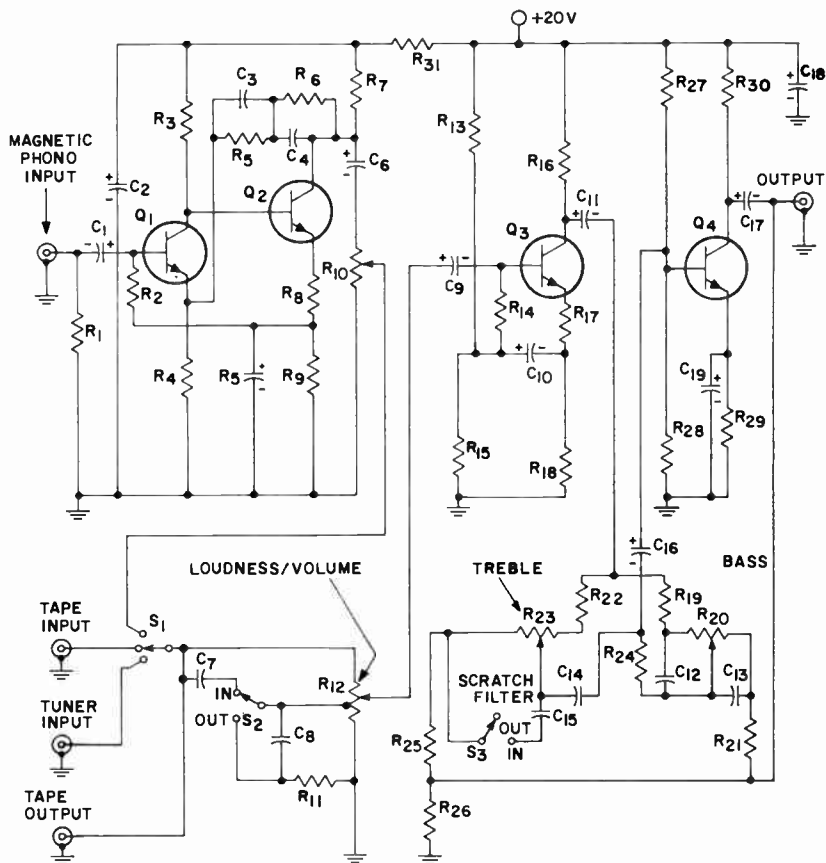 +20V
R31
C18
C3
R6
R7
R27
R30
R3
R13
MAGNETIC
PHONO
INPUT
R5
C4
R16
C2
C6
C11
OUTPUT
Q1
Q2
Q3
Q4
C17
C1
R10
R2
R8
C9
R14
R17
R1
R4
R5
R9
C10
C19
R15
R18
R28
R29
C16
LOUDNESS/VOLUME
TREBLE
BASS
TAPE
INPUT
S1
R22
R19
R23
R20
C7
R12
R24
C12
C13
C14
IN
SCRATCH
FILTER
C15
TUNER
INPUT
OUT
S2
C8
OUT
R25
S3
IN
R21
R11
TAPE
OUTPUT
R26